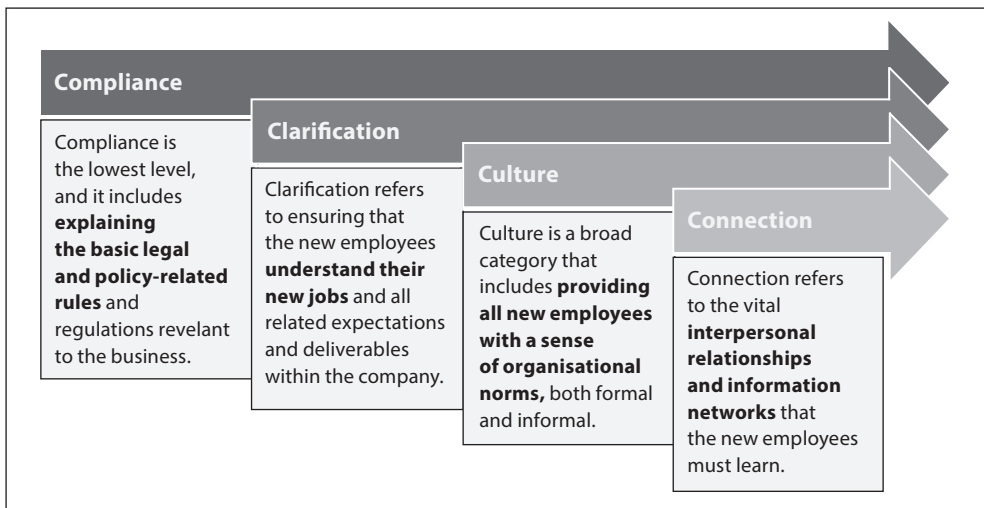 Compliance
Compliance is
the lowest level,
and it includes
explaining
the basic legal
and policy-related
rules and
regulations revelant
to the business.
Clarification
Clarification refers
to ensuring that
the new employees
understand their
new jobs and all
related expectations
and deliverables
within the company.
Culture
Culture is a broad
category that
includes providing
all new employees
with a sense
of organisational
norms, both formal
and informal.
Connection
Connection refers
to the vital
interpersonal
relationships
and information
networks that
the new employees
must learn.